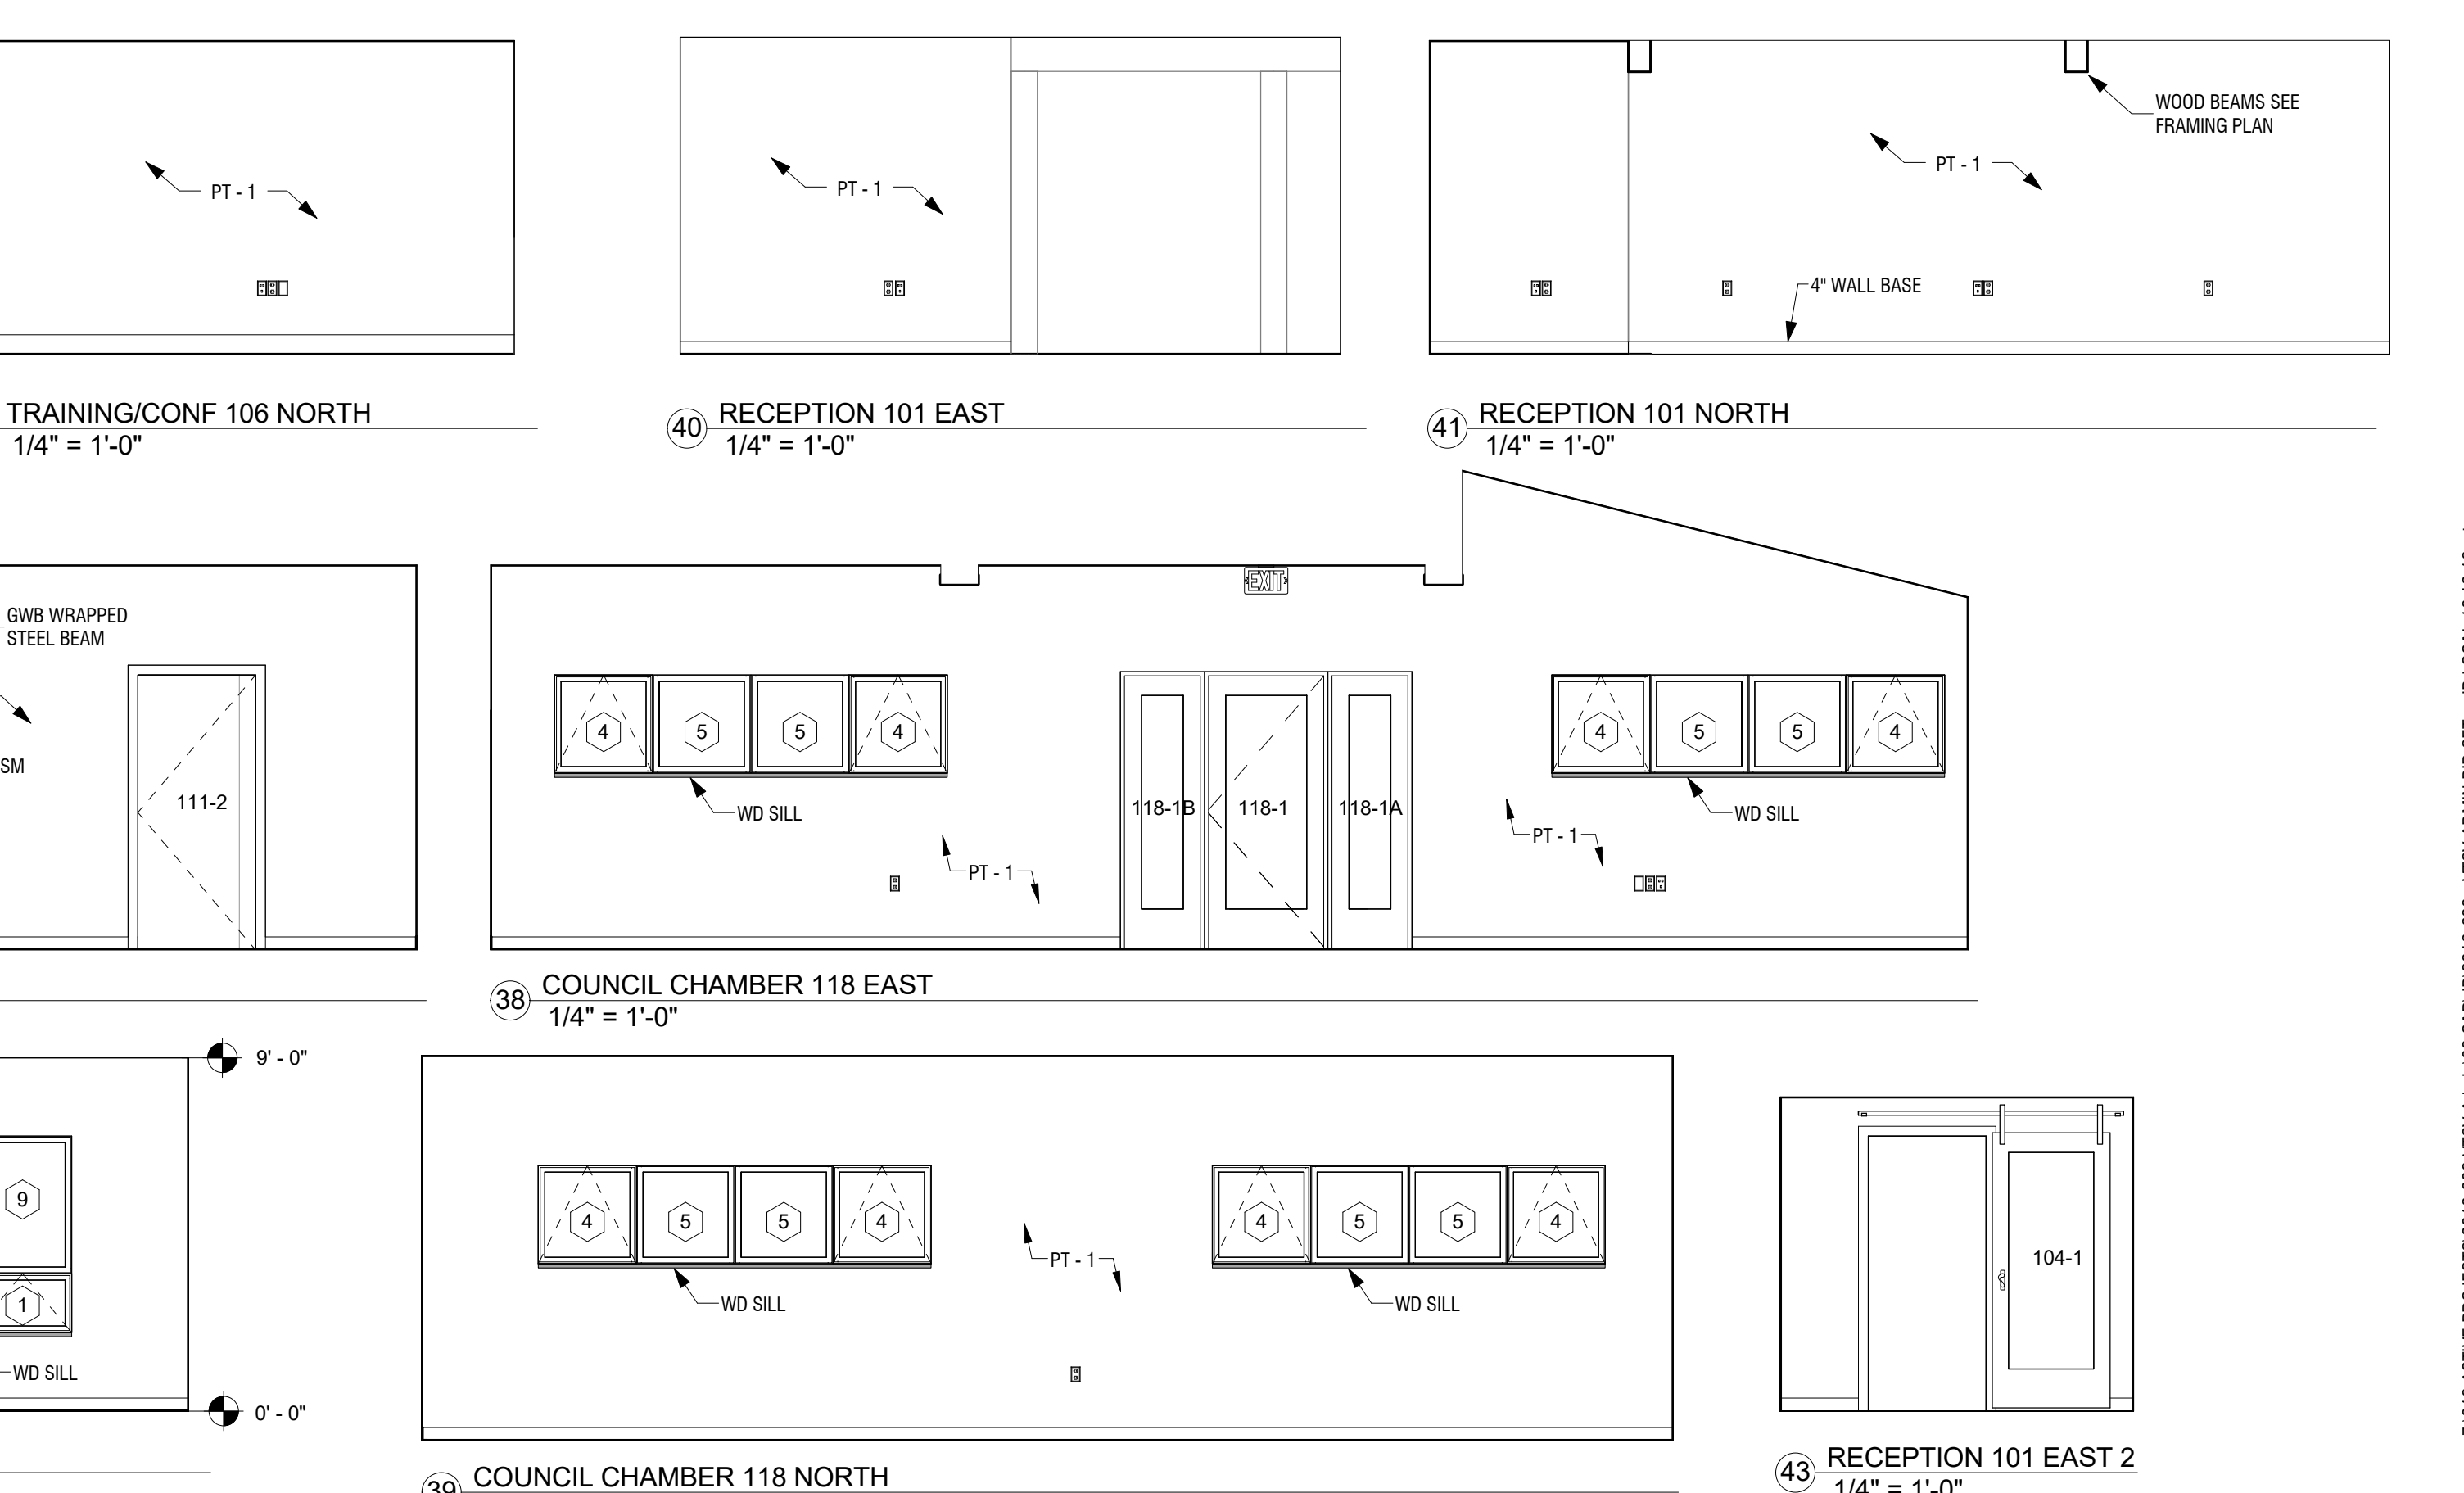 PT - 1
TRAINING/CONF 106 NORTH
1/4" = 1'-0"
PT - 1
40
RECEPTION 101 EAST
1/4" = 1'-0"
WOOD BEAMS SEE
FRAMING PLAN
PT - 1
4" WALL BASE
41
RECEPTION 101 NORTH
1/4" = 1'-0"
GWB WRAPPED
STEEL BEAM
SM
111-2
EXIT
4
5
5
4
WD SILL
PT - 1
118-1B
118-1
118-1A
4
5
5
4
WD SILL
PT - 1
38
COUNCIL CHAMBER 118 EAST
1/4" = 1'-0"
9' - 0"
9
1
WD SILL
0' - 0"
4
5
5
4
WD SILL
PT - 1
4
5
5
4
WD SILL
39
COUNCIL CHAMBER 118 NORTH
104-1
43
RECEPTION 101 EAST 2
1/4" = 1'-0"